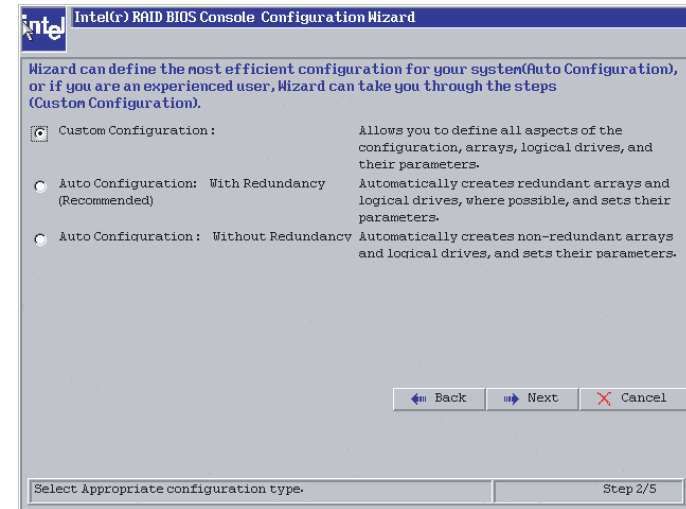 intel
Intel(r) RAID BIOS Console Configuration Wizard
Wizard can define the most efficient configuration for your system(Auto Configuration),
or if you are an experienced user, Wizard can take you through the steps
(Custom Configuration).
Custom Configuration: Allows you to define all aspects of the
configuration, arrays, logical drives, and
their parameters.
Auto Configuration: With Redundancy Automatically creates redundant arrays and
(Recommended) logical drives, where possible, and sets their
parameters.
Auto Configuration: Without Redundancy Automatically creates non-redundant arrays
and logical drives, and sets their parameters.
Back Next Cancel
Select Appropriate configuration type. Step 2/5